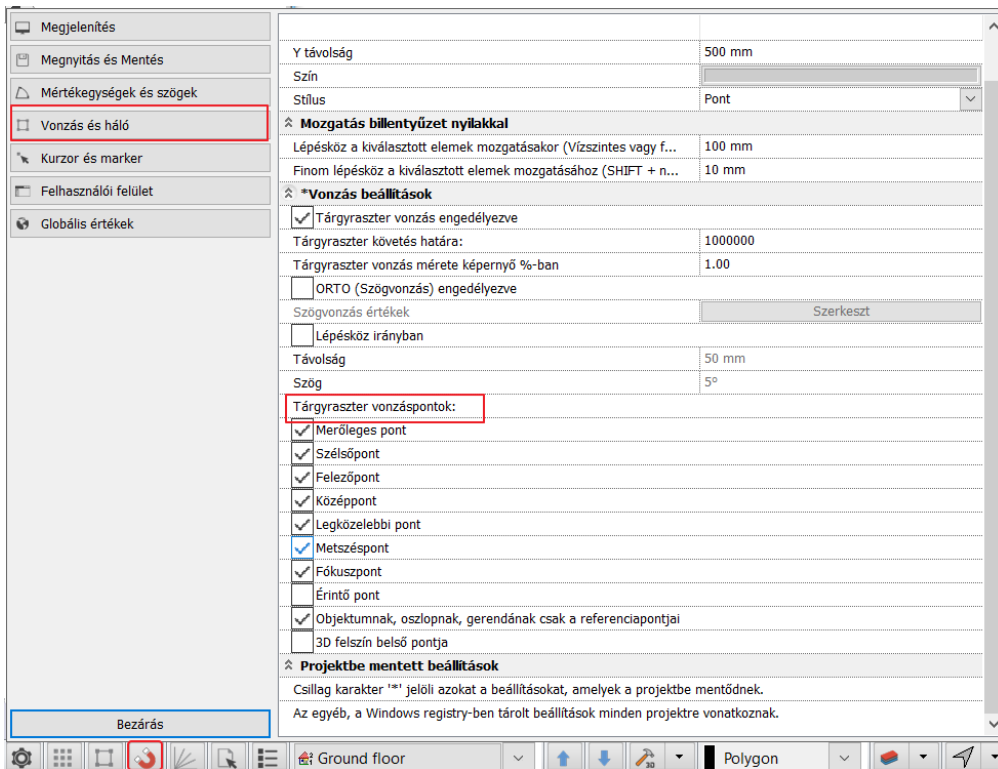 Megjelenítés
Megnyitás és Mentés
Mértékegységek és szögek
Vonzás és háló
Kurzor és marker
Felhasználói felület
Globális értékek
Bezárás
Y távolság 500 mm
Szín
Stílus Pont
Mozgatás billentyűzet nyilakkal
Lépésköz a kiválasztott elemek mozgatásakor (Vízszintes vagy f... 100 mm
Finom lépésköz a kiválasztott elemek mozgatásához (SHIFT + n... 10 mm
*Vonzás beállítások
Tárgyraszter vonzás engedélyezve
Tárgyraszter követés határa: 1000000
Tárgyraszter vonzás mérete képernyő %-ban 1.00
ORTO (Szögvonzás) engedélyezve
Szögvonzás értékek Szerkeszt
Lépésköz irányban
Távolság 50 mm
Szög 5º
Tárgyraszter vonzáspontok:
Merőleges pont
Szélsőpont
Felezőpont
Középpont
Legközelebbi pont
Metszéspont
Fókuszpont
Érintő pont
Objektumnak, oszlopnak, gerendának csak a referenciapontjai
3D felszín belső pontja
Projektbe mentett beállítások
Csillag karakter '*' jelöli azokat a beállításokat, amelyek a projektbe mentődnek.
Az egyéb, a Windows registry-ben tárolt beállítások minden projektre vonatkoznak.
Ground floor 3D Polygon